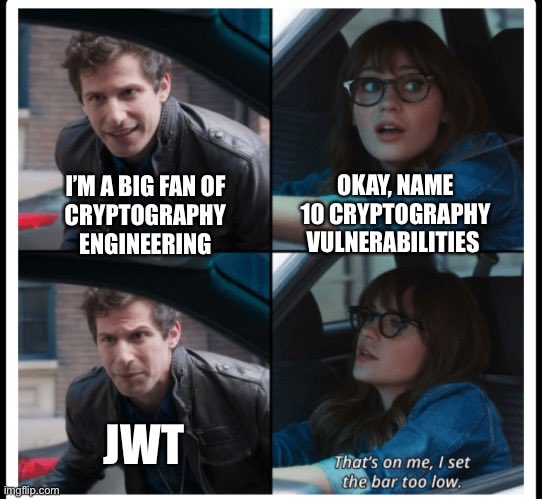 I'M A BIG FAN OF
CRYPTOGRAPHY
ENGINEERING
OKAY, NAME
10 CRYPTOGRAPHY
VULNERABILITIES
JWT
That's on me, I set
the bar too low.
imgflip.com